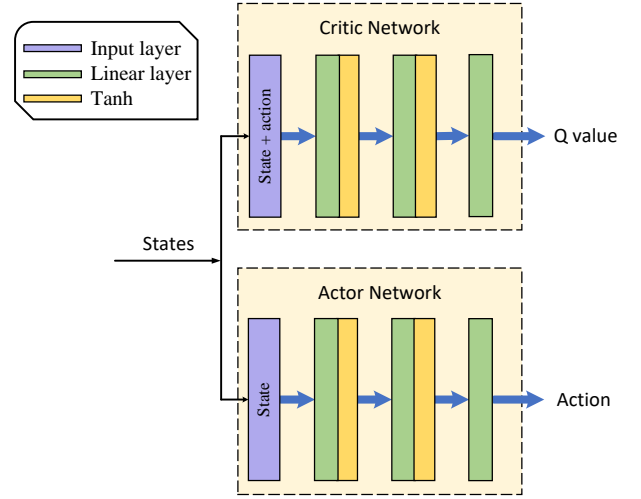 Input layer
Linear layer
Tanh
Critic Network
State + action
Q value
States
Actor Network
State
Action